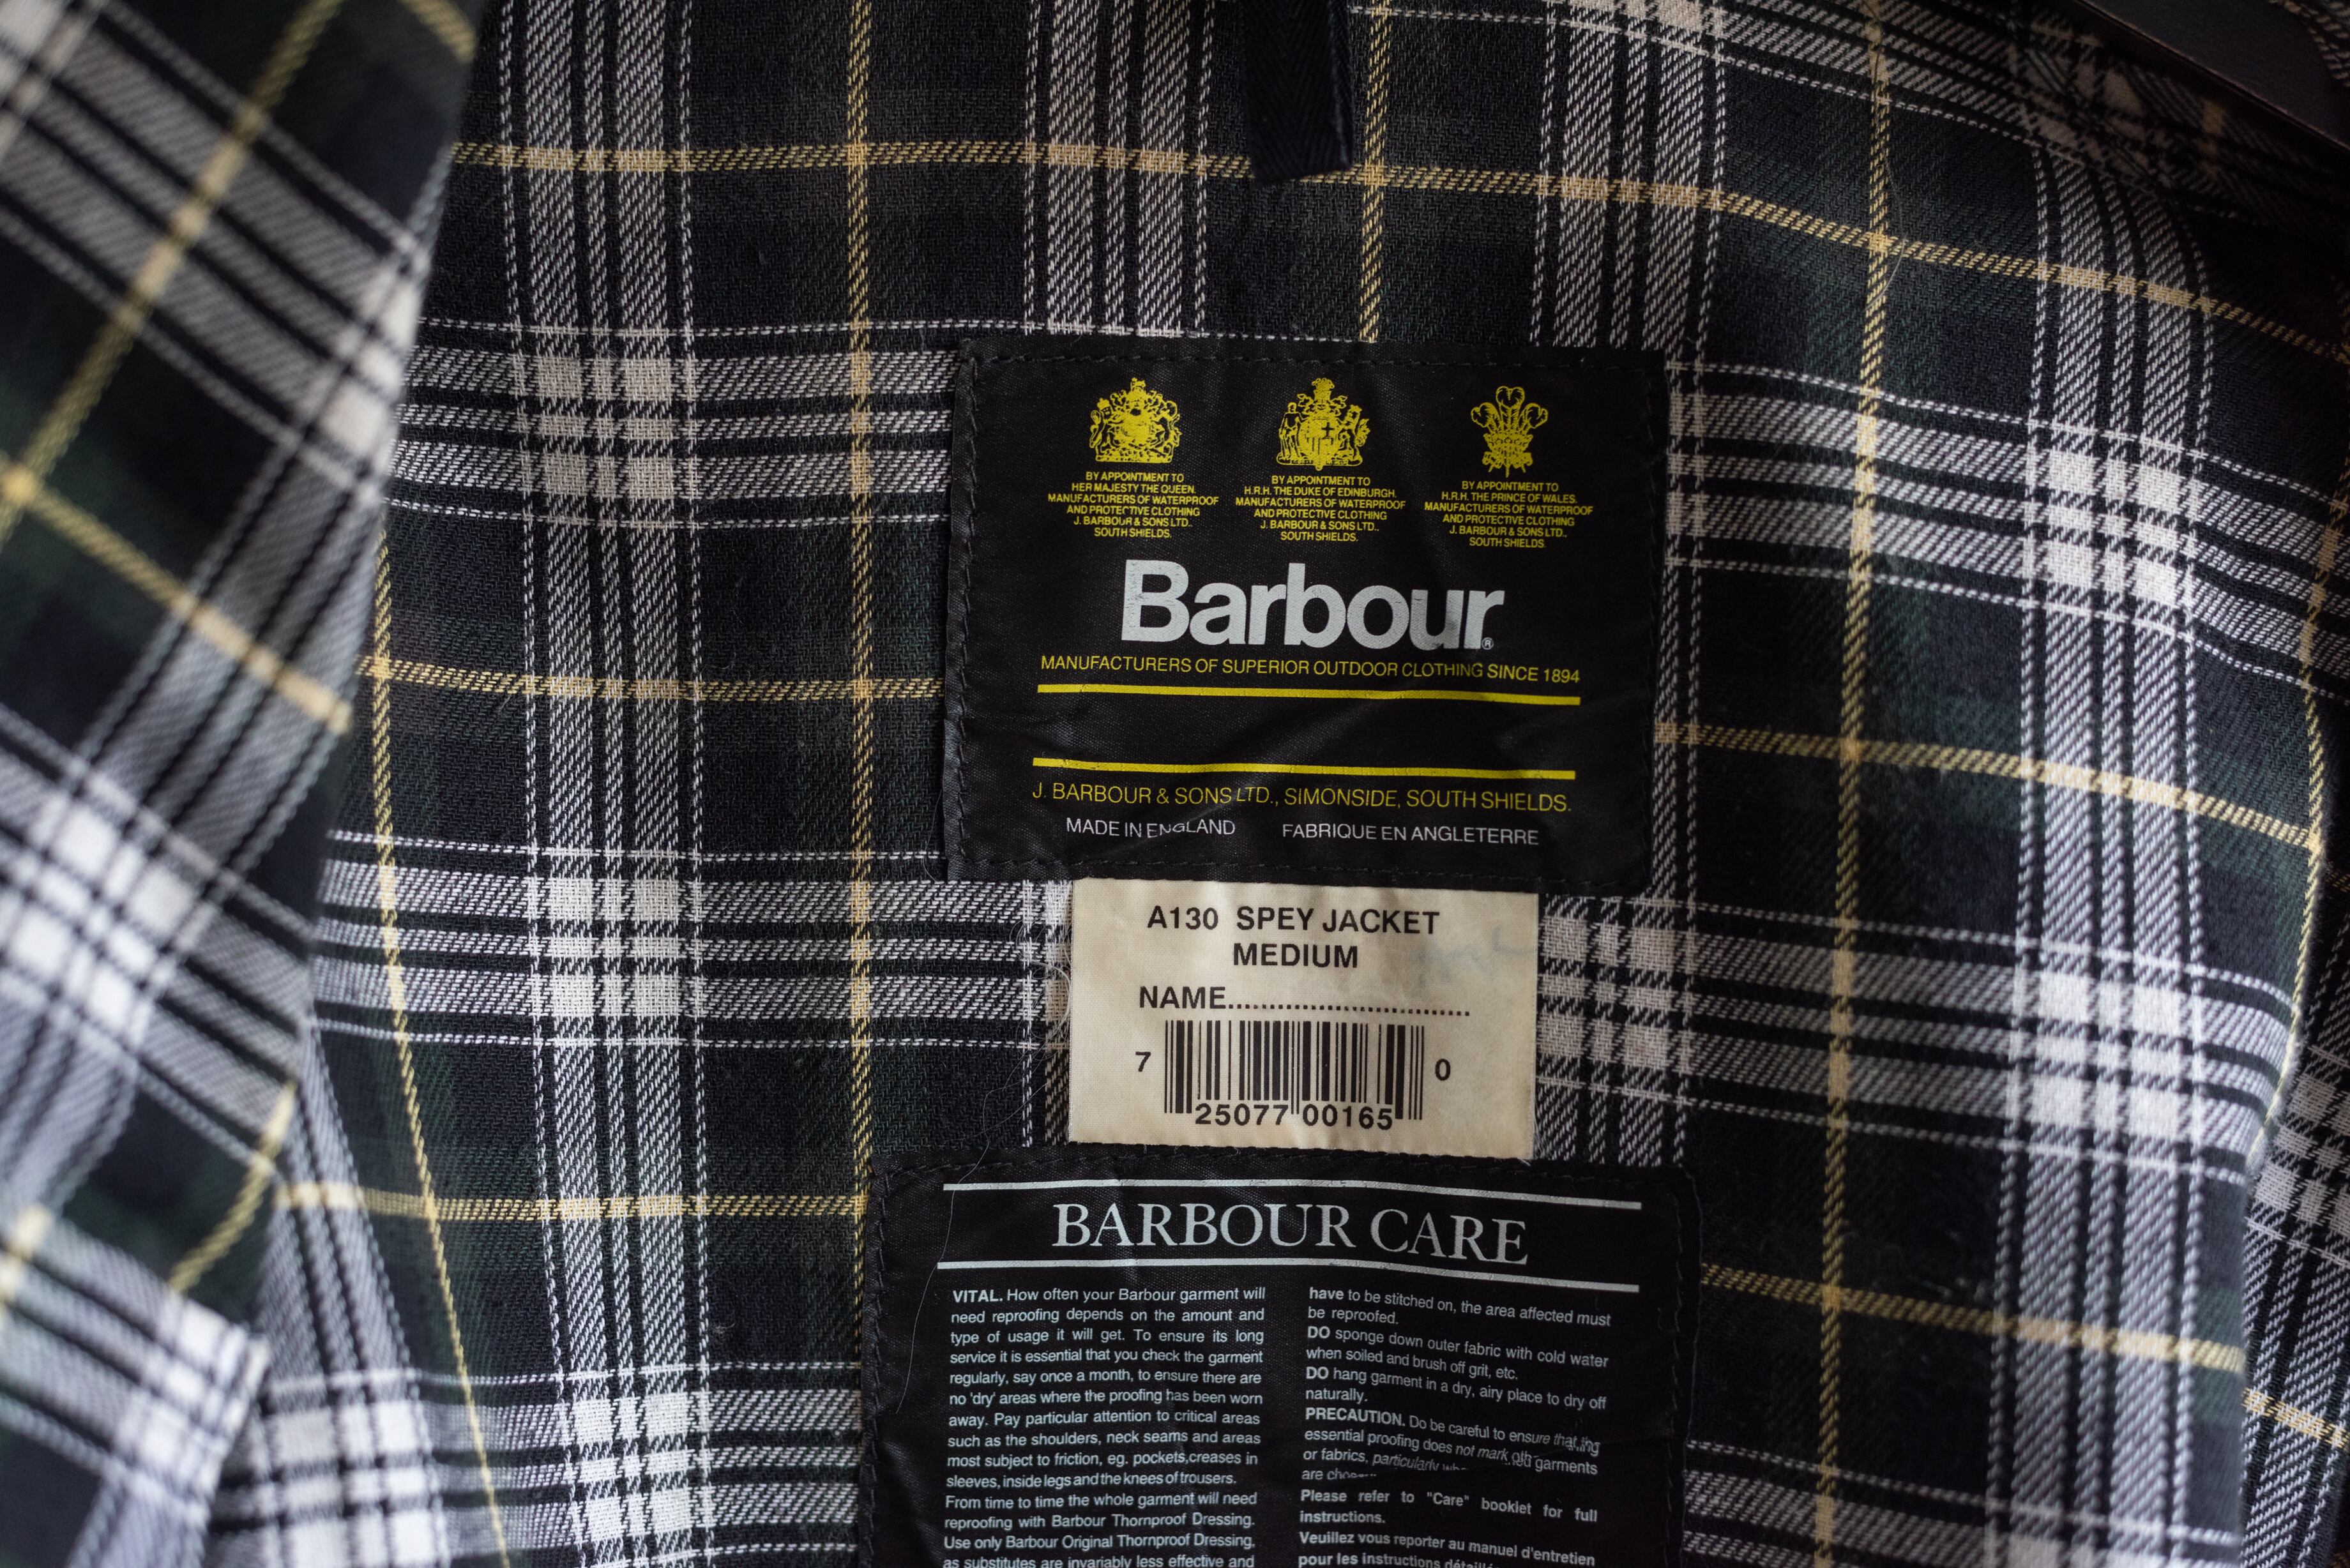 BY APPOINTMENT TO
HER MAJESTY THE QUEEN.
MANUFACTURERS OF WATERPROOF
AND PROTECTIVE CLOTHING
J. BARBOUR & SONS LTD.,
SOUTH SHIELDS.
BY APPOINTMENT TO
H.R.H. THE DUKE OF EDINBURGH.
MANUFACTURERS OF WATERPROOF
AND PROTECTIVE CLOTHING
J. BARBOUR & SONS LTD.,
SOUTH SHIELDS.
BY APPOINTMENT TO
H.R.H. THE PRINCE OF WALES.
MANUFACTURERS OF WATERPROOF
AND PROTECTIVE CLOTHING
J. BARBOUR & SONS LTD.,
SOUTH SHIELDS.
Barbour®
MANUFACTURERS OF SUPERIOR OUTDOOR CLOTHING SINCE 1894
J. BARBOUR & SONS LTD., SIMONSIDE, SOUTH SHIELDS.
MADE IN ENGLAND FABRIQUE EN ANGLETERRE
A130 SPEY JACKET
MEDIUM
NAME..............................
7 25077 00165 0
BARBOUR CARE
VITAL. How often your Barbour garment will
need reproofing depends on the amount and
type of usage it will get. To ensure its long
service it is essential that you check the garment
regularly, say once a month, to ensure there are
no 'dry' areas where the proofing has been worn
away. Pay particular attention to critical areas
such as the shoulders, neck seams and areas
most subject to friction, eg. pockets,creases in
sleeves, inside legs and the knees of trousers.
From time to time the whole garment will need
reproofing with Barbour Thornproof Dressing.
Use only Barbour Original Thornproof Dressing,
as substitutes are invariably less effective and
have to be stitched on, the area affected must
be reproofed.
DO sponge down outer fabric with cold water
when soiled and brush off grit, etc.
DO hang garment in a dry, airy place to dry off
naturally.
PRECAUTION. Do be careful to ensure that
essential proofing does not mark garments
or fabrics, particularly
are
Please refer to "Care" booklet for full
instructions.
Veuillez vous reporter au manuel d'entretien
pour les instructions